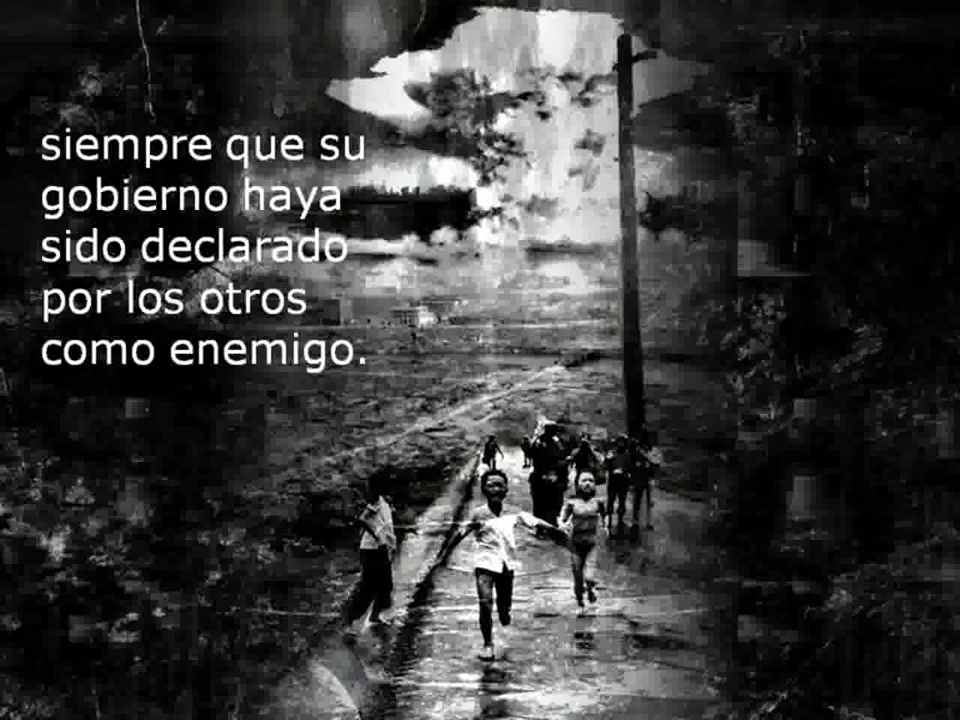 siempre que su
gobierno haya
sido declarado
por los otros
como enemigo.